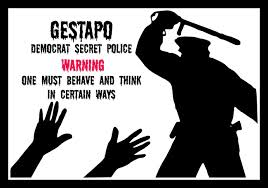 GESTAPO
DEMOCRAT SECRET POLICE
WARNING
ONE MUST BEHAVE AND THINK
IN CERTAIN WAYS